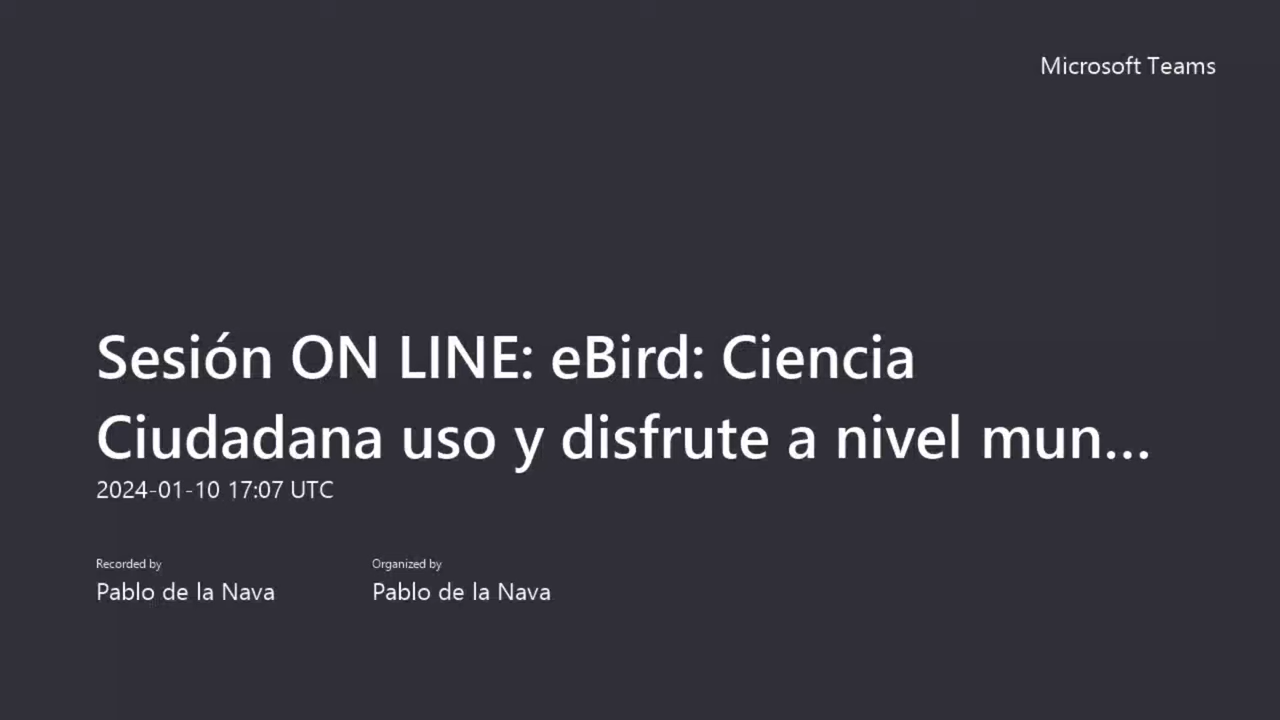 Microsoft Teams
Sesión ON LINE: eBird: Ciencia
Ciudadana uso y disfrute a nivel mun...
2024-01-10 17:07 UTC
Recorded by
Organized by
Pablo de la Nava
Pablo de la Nava